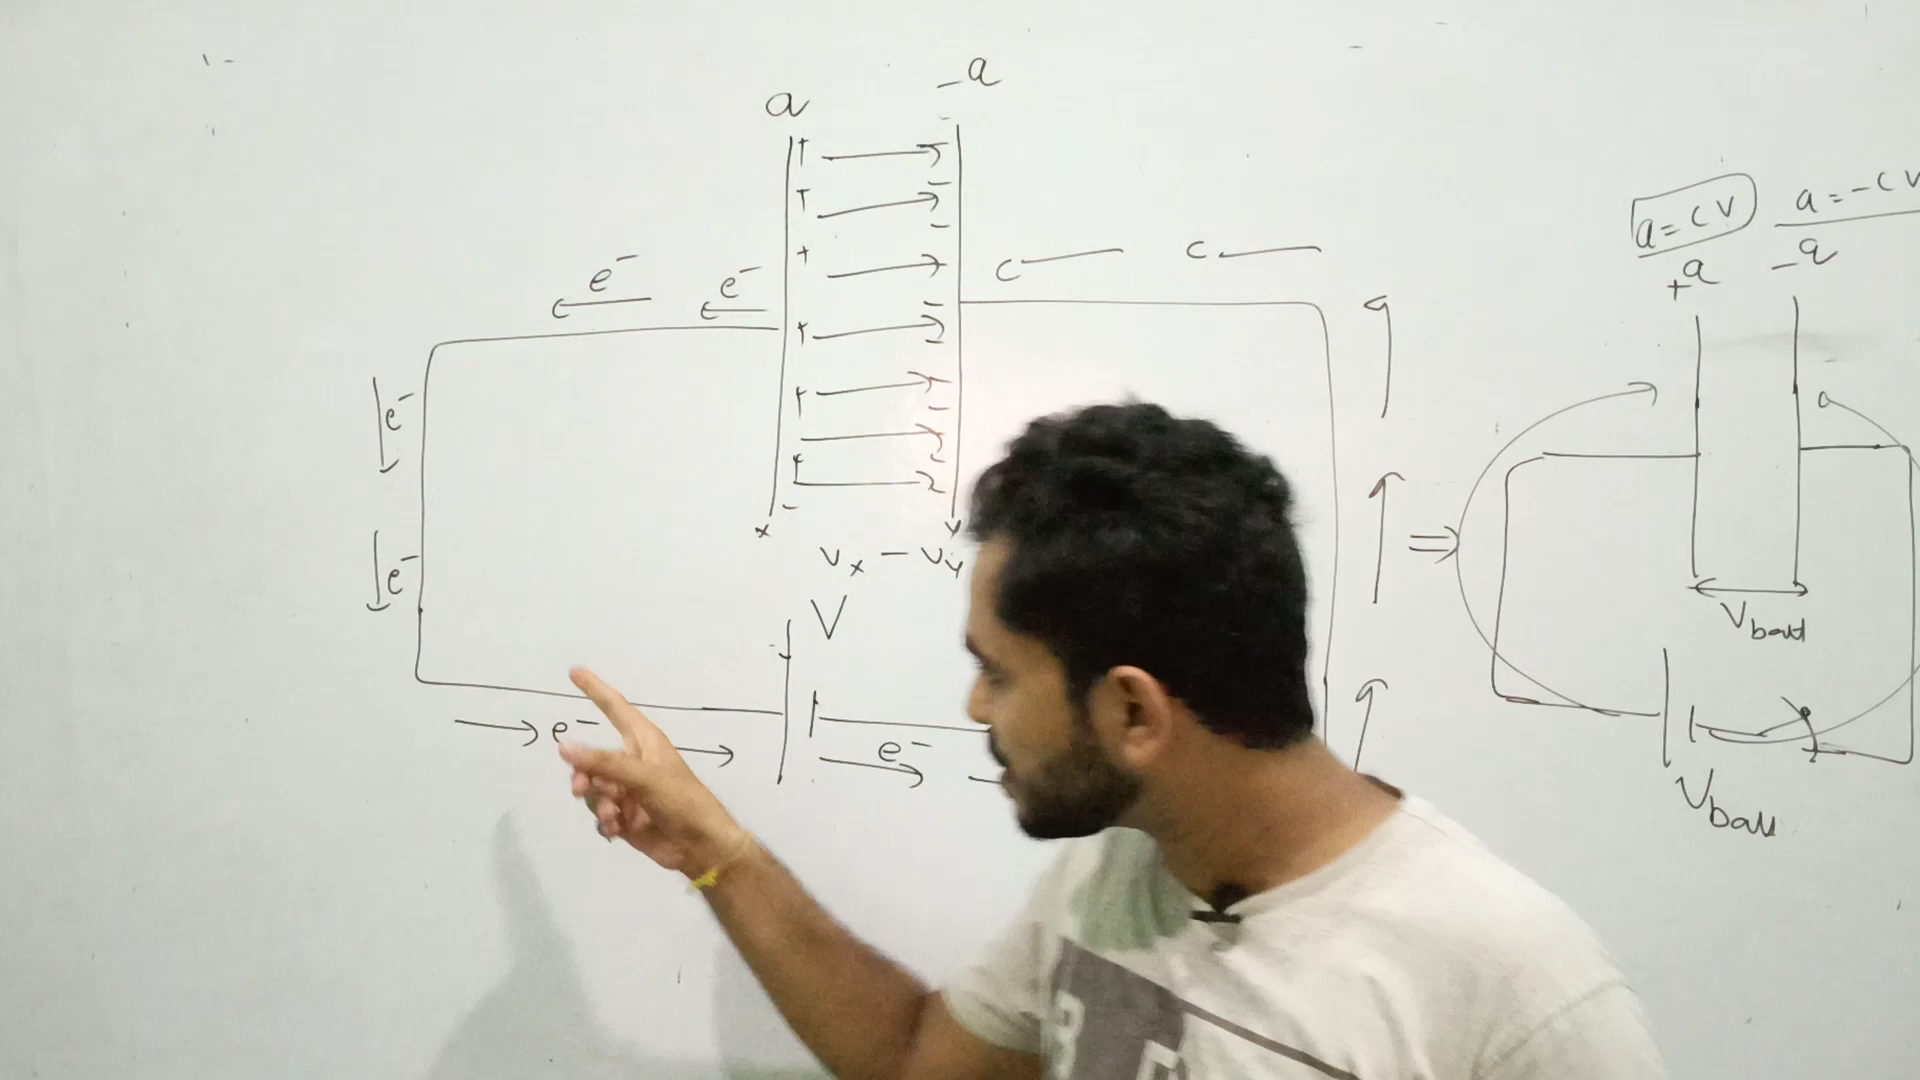 a
-a
+
+
+
+
+
+
+
e⁻
e⁻
e⁻
e⁻
x
y
Vx - Vy
V
e⁻
e⁻
a = CV
a = -CV
+a
-a
Vbatt
Vbatt